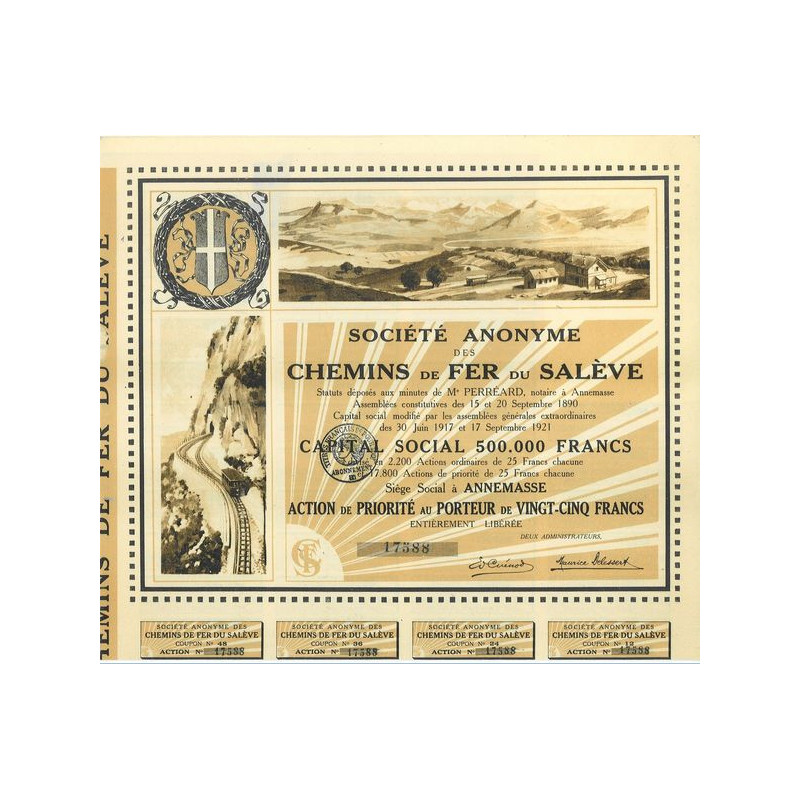 CHEMINS DE FER DU SALÈVE
SOCIÉTÉ ANONYME
DES
CHEMINS DE FER DU SALÈVE
Statuts déposés aux minutes de Me PERRÉARD, notaire à Annemasse
Assemblées constitutives des 15 et 20 Septembre 1890
Capital social modifié par les assemblées générales extraordinaires
des 30 Juin 1917 et 17 Septembre 1921
CAPITAL SOCIAL 500.000 FRANCS
en 2.200 Actions ordinaires de 25 Francs chacune
17.800 Actions de priorité de 25 Francs chacune
Siège Social à ANNEMASSE
ACTION DE PRIORITÉ AU PORTEUR DE VINGT-CINQ FRANCS
ENTIÈREMENT LIBÉRÉE
DEUX ADMINISTRATEURS,
17588
Maurice Delessert
ABONNEMENT
SOCIÉTÉ ANONYME DES
CHEMINS DE FER DU SALÈVE
COUPON No 48
ACTION No 17588
SOCIÉTÉ ANONYME DES
CHEMINS DE FER DU SALÈVE
COUPON No 36
ACTION No 17588
SOCIÉTÉ ANONYME DES
CHEMINS DE FER DU SALÈVE
COUPON No 24
ACTION No 17588
SOCIÉTÉ ANONYME DES
CHEMINS DE FER DU SALÈVE
COUPON No 12
ACTION No 17588